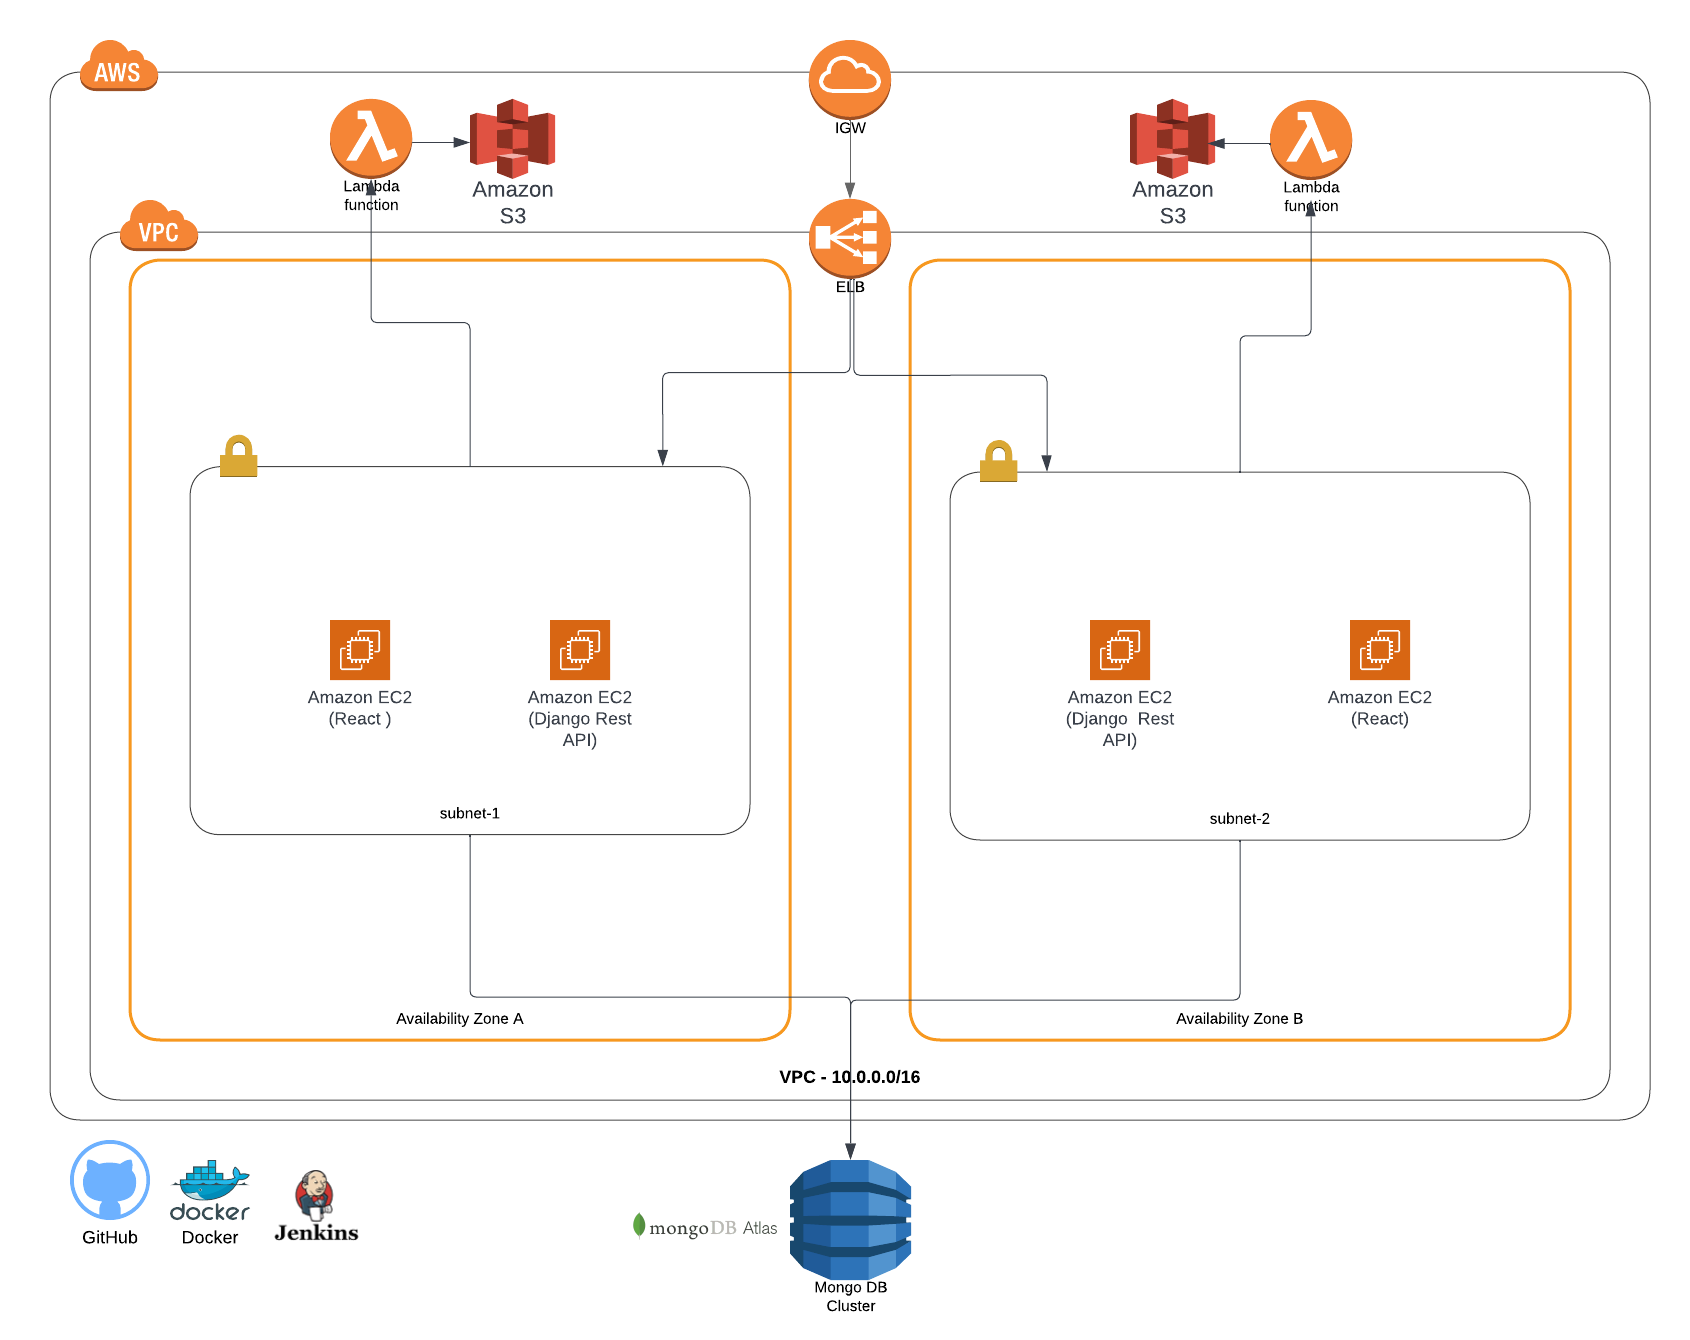 AWS
IGW
Lambda
function
Amazon
S3
Amazon
S3
Lambda
function
VPC
ELB
Amazon EC2
(React )
Amazon EC2
(Django Rest
API)
subnet-1
Amazon EC2
(Django  Rest
API)
Amazon EC2
(React)
subnet-2
Availability Zone A
Availability Zone B
VPC - 10.0.0.0/16
GitHub
docker
Docker
Jenkins
mongoDB Atlas
Mongo DB
Cluster